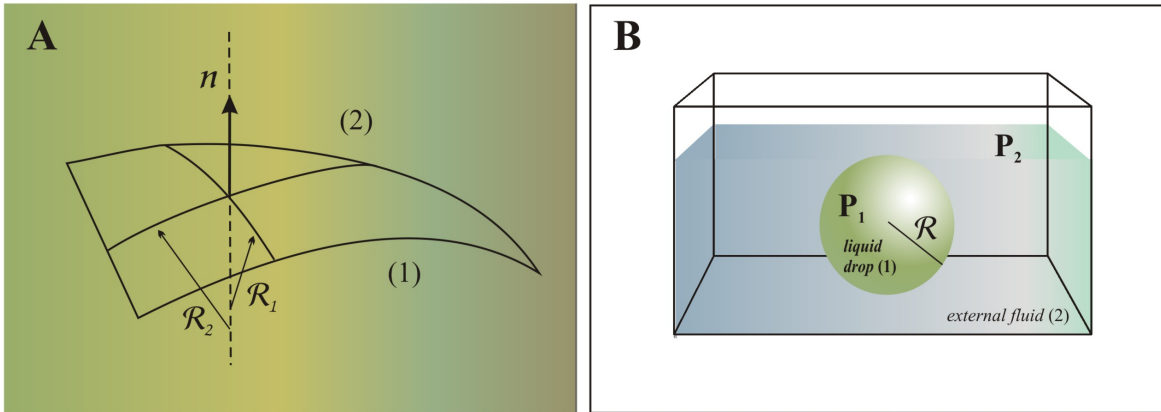 A
n
(2)
(1)
R₁
R₂
B
P₂
P₁
R
liquid
drop (1)
external fluid (2)